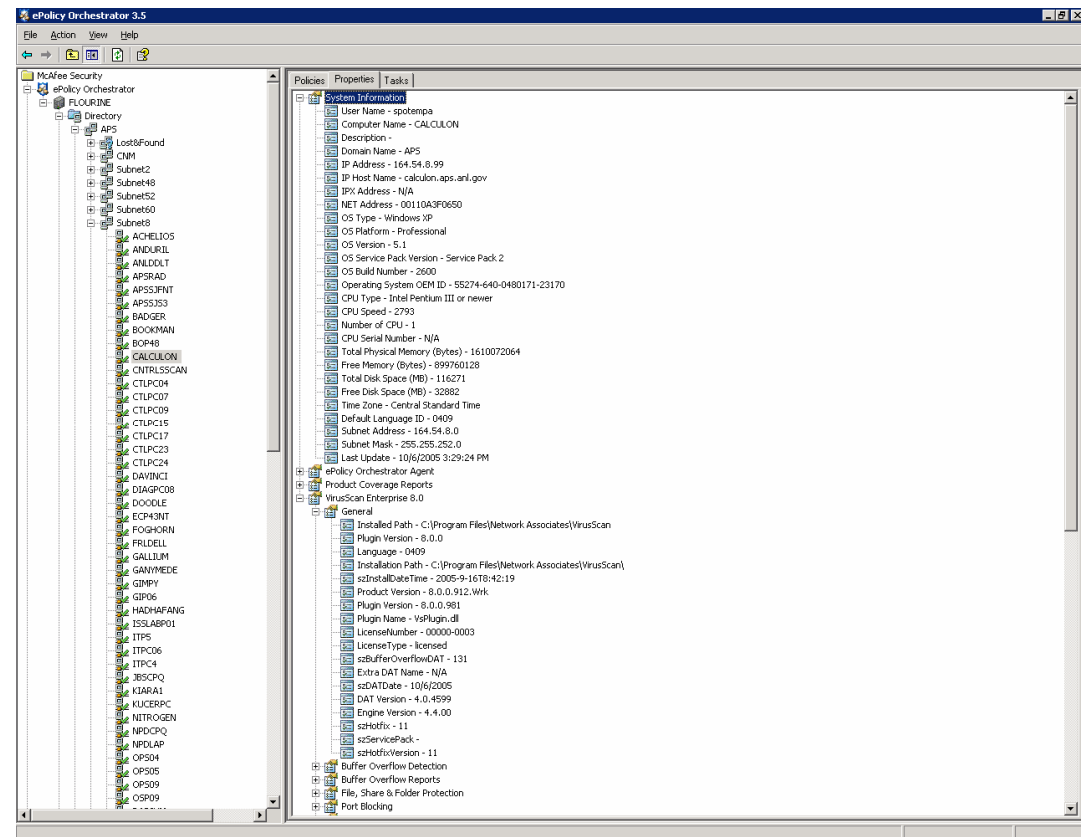 ePolicy Orchestrator 3.5
File Action View Help
McAfee Security
ePolicy Orchestrator
FLOURINE
Directory
APS
Lost&Found
CNM
Subnet2
Subnet48
Subnet52
Subnet60
Subnet8
ACHELIOS
ANDURIL
ANLDDLT
APSRAD
APSSJFNT
APSSJS3
BADGER
BOOKMAN
BOP48
CALCULON
CNTRLSSCAN
CTLPC04
CTLPC07
CTLPC09
CTLPC15
CTLPC17
CTLPC23
CTLPC24
DAVINCI
DIAGPC08
DOODLE
ECP43NT
FOGHORN
FRLDELL
GALLIUM
GANYMEDE
GIMPY
GIP06
HADHAFANG
ISSLABP01
ITP5
ITPC06
ITPC4
JBSCPQ
KIARA1
KUCERPC
NITROGEN
NPDCPQ
NPDLAP
OPS04
OPS05
OPS09
OSP09
Policies Properties Tasks
System Information
User Name - spotempa
Computer Name - CALCULON
Description -
Domain Name - APS
IP Address - 164.54.8.99
IP Host Name - calculon.aps.anl.gov
IPX Address - N/A
NET Address - 00110A3F0650
OS Type - Windows XP
OS Platform - Professional
OS Version - 5.1
OS Service Pack Version - Service Pack 2
OS Build Number - 2600
Operating System OEM ID - 55274-640-0480171-23170
CPU Type - Intel Pentium III or newer
CPU Speed - 2793
Number of CPU - 1
CPU Serial Number - N/A
Total Physical Memory (Bytes) - 1610072064
Free Memory (Bytes) - 899760128
Total Disk Space (MB) - 116271
Free Disk Space (MB) - 32882
Time Zone - Central Standard Time
Default Language ID - 0409
Subnet Address - 164.54.8.0
Subnet Mask - 255.255.252.0
Last Update - 10/6/2005 3:29:24 PM
ePolicy Orchestrator Agent
Product Coverage Reports
VirusScan Enterprise 8.0
General
Installed Path - C:\Program Files\Network Associates\VirusScan
Plugin Version - 8.0.0
Language - 0409
Installation Path - C:\Program Files\Network Associates\VirusScan\
szInstallDateTime - 2005-9-16T8:42:19
Product Version - 8.0.0.912.Wrk
Plugin Version - 8.0.0.981
Plugin Name - VsPlugin.dll
LicenseNumber - 00000-0003
LicenseType - licensed
szBufferOverflowDAT - 131
Extra DAT Name - N/A
szDATDate - 10/6/2005
DAT Version - 4.0.4599
Engine Version - 4.4.00
szHotfix - 11
szServicePack -
szHotfixVersion - 11
Buffer Overflow Detection
Buffer Overflow Reports
File, Share & Folder Protection
Port Blocking